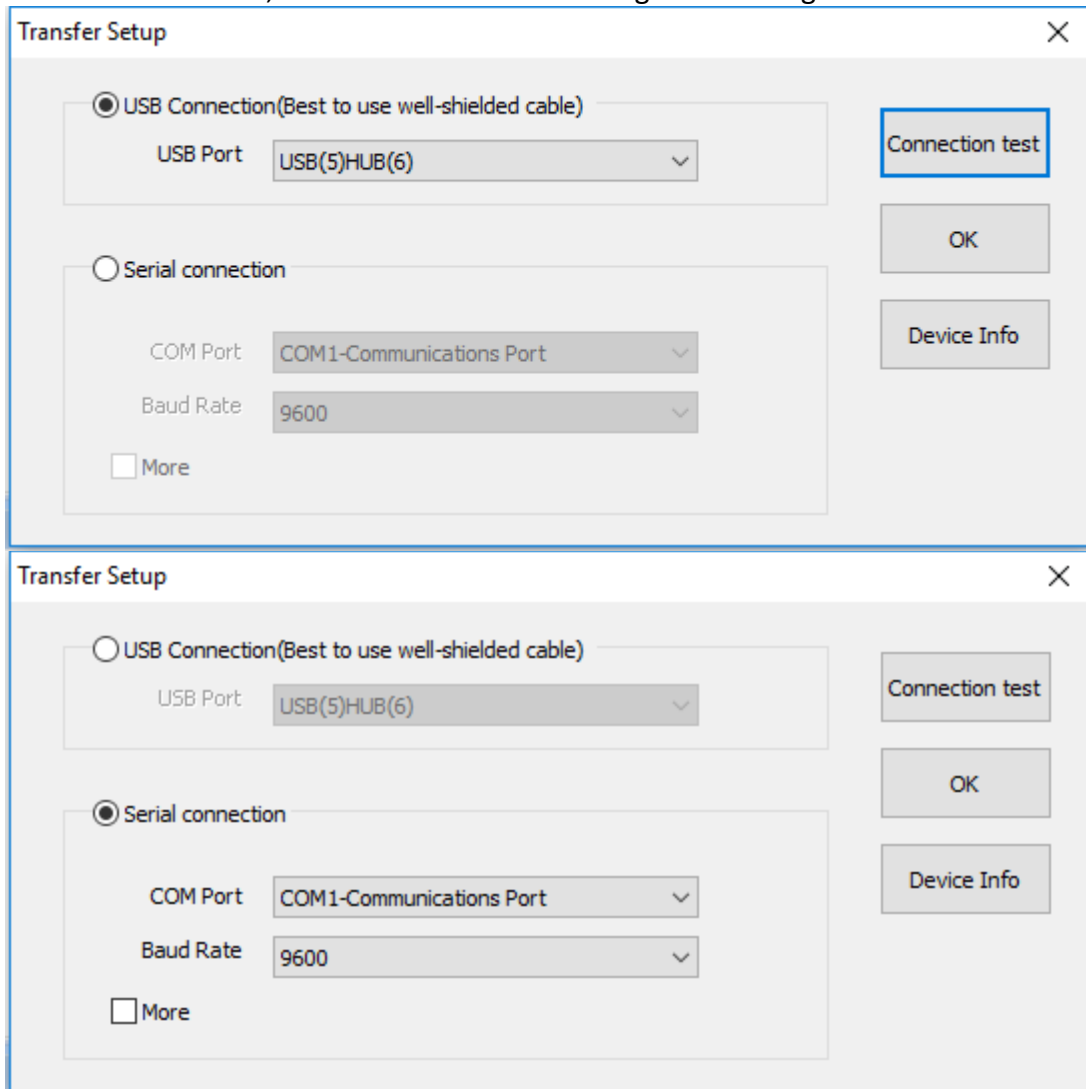 Transfer Setup
USB Connection(Best to use well-shielded cable)
USB Port USB(5)HUB(6)
Connection test
OK
Serial connection
Device Info
COM Port COM1-Communications Port
Baud Rate 9600
More
Transfer Setup
USB Connection(Best to use well-shielded cable)
USB Port USB(5)HUB(6)
Connection test
OK
Serial connection
Device Info
COM Port COM1-Communications Port
Baud Rate 9600
More